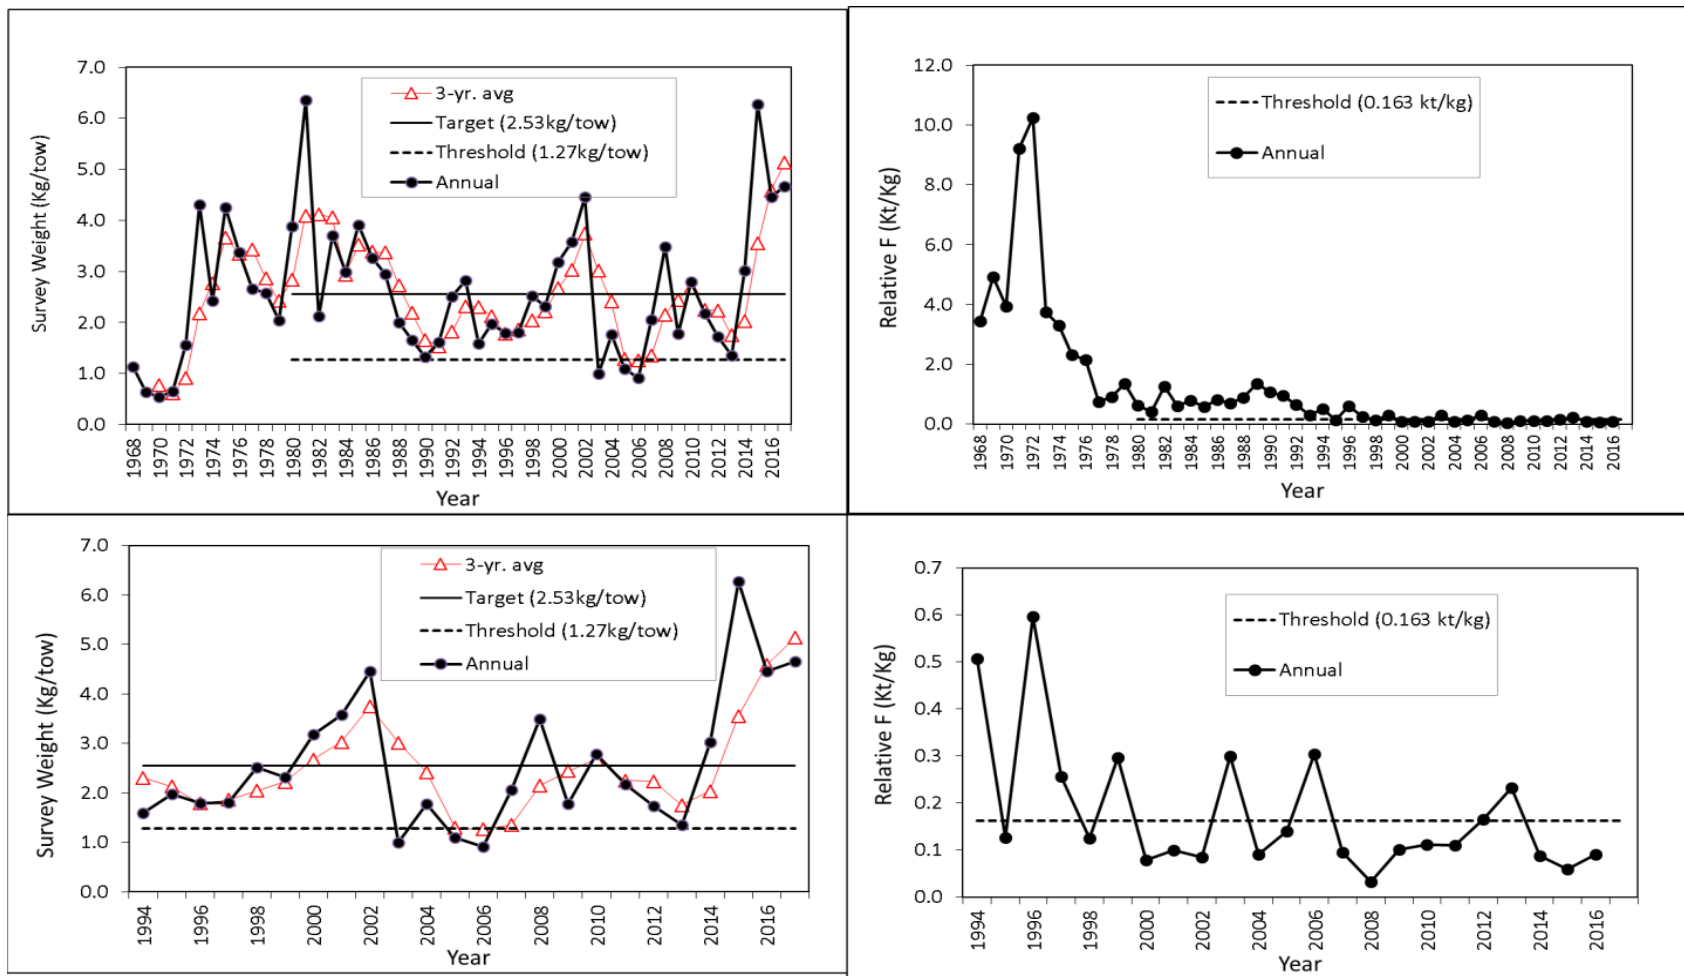 7.0
6.0
5.0
4.0
3.0
2.0
1.0
0.0
Survey Weight (Kg/tow)
3-yr. avg
Target (2.53kg/tow)
Threshold (1.27kg/tow)
Annual
1968 1970 1972 1974 1976 1978 1980 1982 1984 1986 1988 1990 1992 1994 1996 1998 2000 2002 2004 2006 2008 2010 2012 2014 2016
Year
12.0
10.0
8.0
6.0
4.0
2.0
0.0
Relative F (Kt/Kg)
Threshold (0.163 kt/kg)
Annual
1968 1970 1972 1974 1976 1978 1980 1982 1984 1986 1988 1990 1992 1994 1996 1998 2000 2002 2004 2006 2008 2010 2012 2014 2016
Year
7.0
6.0
5.0
4.0
3.0
2.0
1.0
0.0
Survey Weight (Kg/tow)
3-yr. avg
Target (2.53kg/tow)
Threshold (1.27kg/tow)
Annual
1994 1996 1998 2000 2002 2004 2006 2008 2010 2012 2014 2016
Year
0.7
0.6
0.5
0.4
0.3
0.2
0.1
0.0
Relative F (Kt/Kg)
Threshold (0.163 kt/kg)
Annual
1994 1996 1998 2000 2002 2004 2006 2008 2010 2012 2014 2016
Year